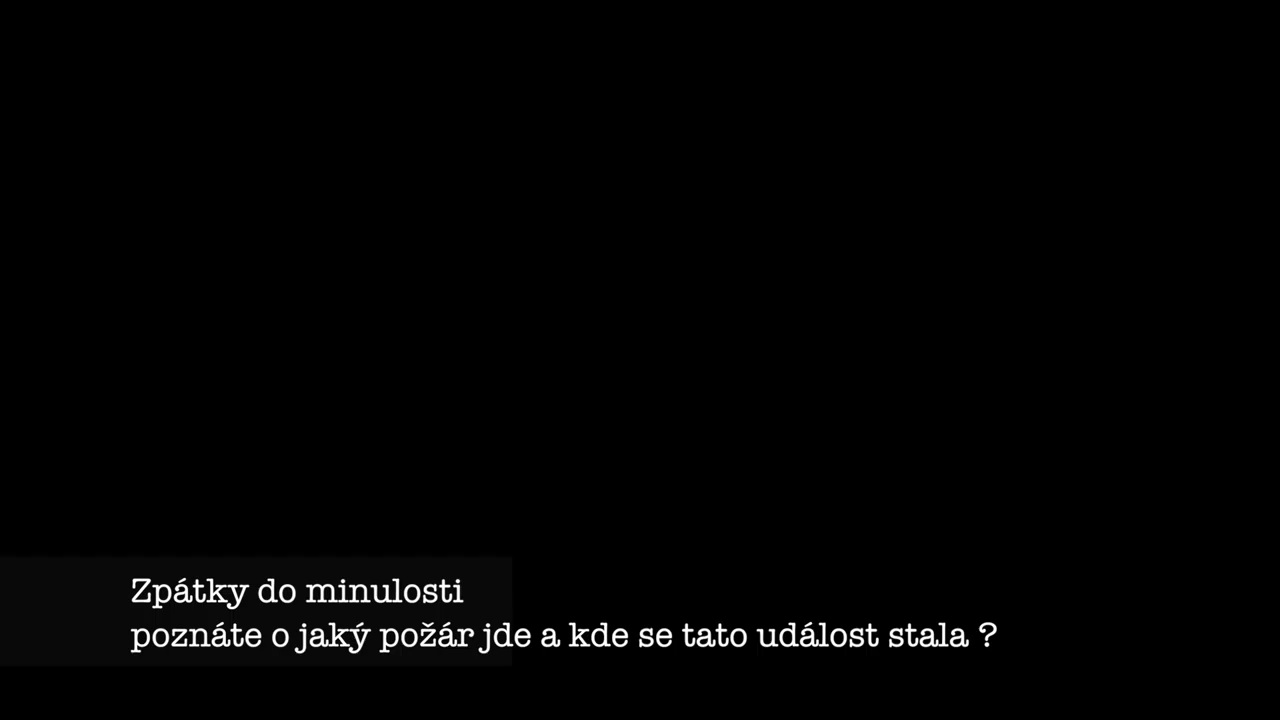 Zpátky do minulosti
poznáte o jaký požár jde a kde se tato událost stala ?